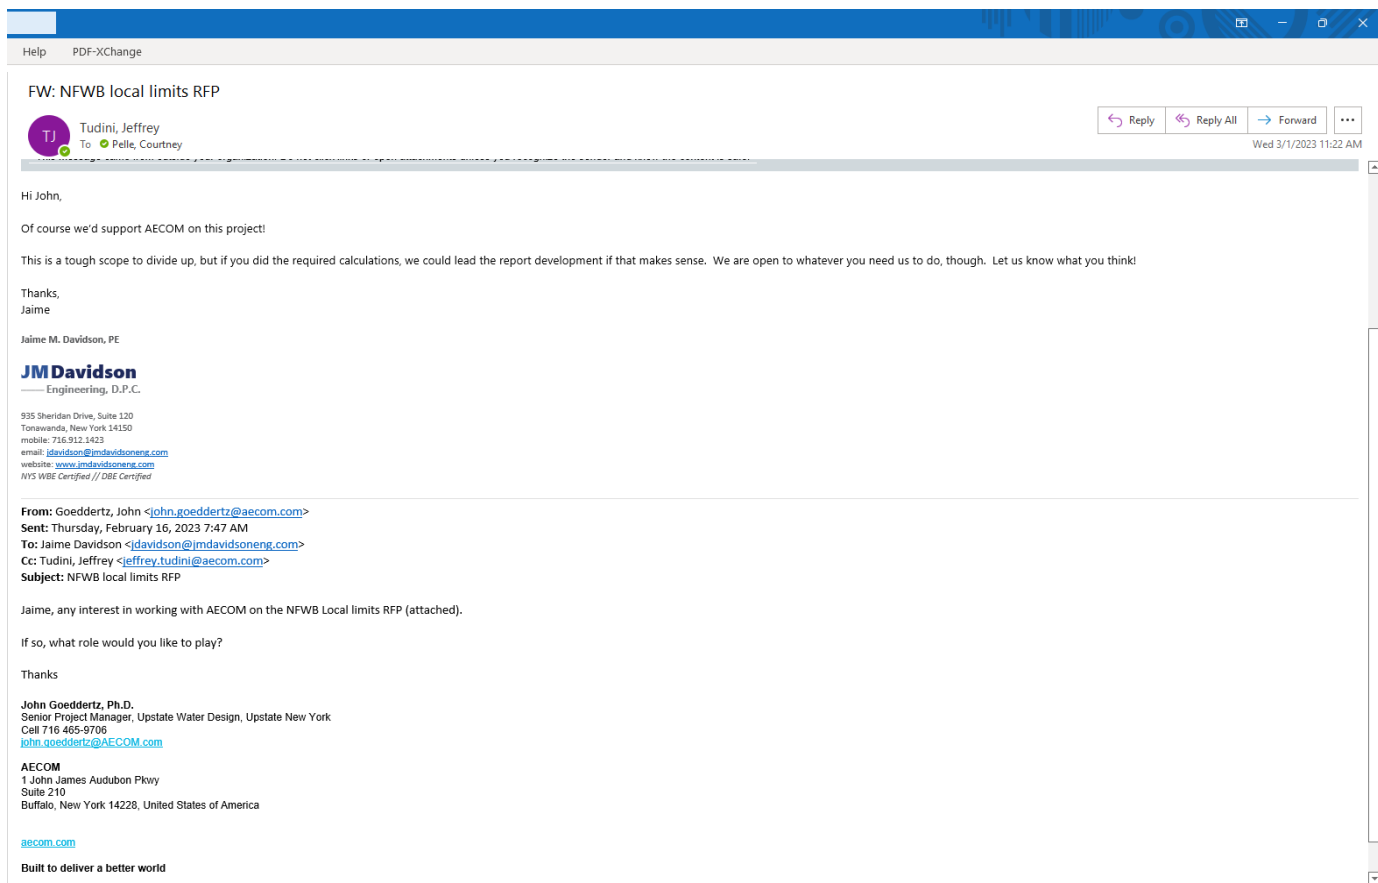 Help PDF-XChange
FW: NFWB local limits RFP
TJ
Tudini, Jeffrey
To Pelle, Courtney
Reply Reply All Forward
Wed 3/1/2023 11:22 AM
Hi John,
Of course we'd support AECOM on this project!
This is a tough scope to divide up, but if you did the required calculations, we could lead the report development if that makes sense. We are open to whatever you need us to do, though. Let us know what you think!
Thanks,
Jaime
Jaime M. Davidson, PE
JMDavidson
Engineering, D.P.C.
935 Sheridan Drive, Suite 120
Tonawanda, New York 14150
mobile: 716.912.1423
email: jdavidson@jmdavidsoneng.com
website: www.jmdavidsoneng.com
NYS WBE Certified // DBE Certified
From: Goeddertz, John <john.goeddertz@aecom.com>
Sent: Thursday, February 16, 2023 7:47 AM
To: Jaime Davidson <jdavidson@jmdavidsoneng.com>
Cc: Tudini, Jeffrey <jeffrey.tudini@aecom.com>
Subject: NFWB local limits RFP
Jaime, any interest in working with AECOM on the NFWB Local limits RFP (attached).
If so, what role would you like to play?
Thanks
John Goeddertz, Ph.D.
Senior Project Manager, Upstate Water Design, Upstate New York
Cell 716 465-9706
john.goeddertz@AECOM.com
AECOM
1 John James Audubon Pkwy
Suite 210
Buffalo, New York 14228, United States of America
aecom.com
Built to deliver a better world